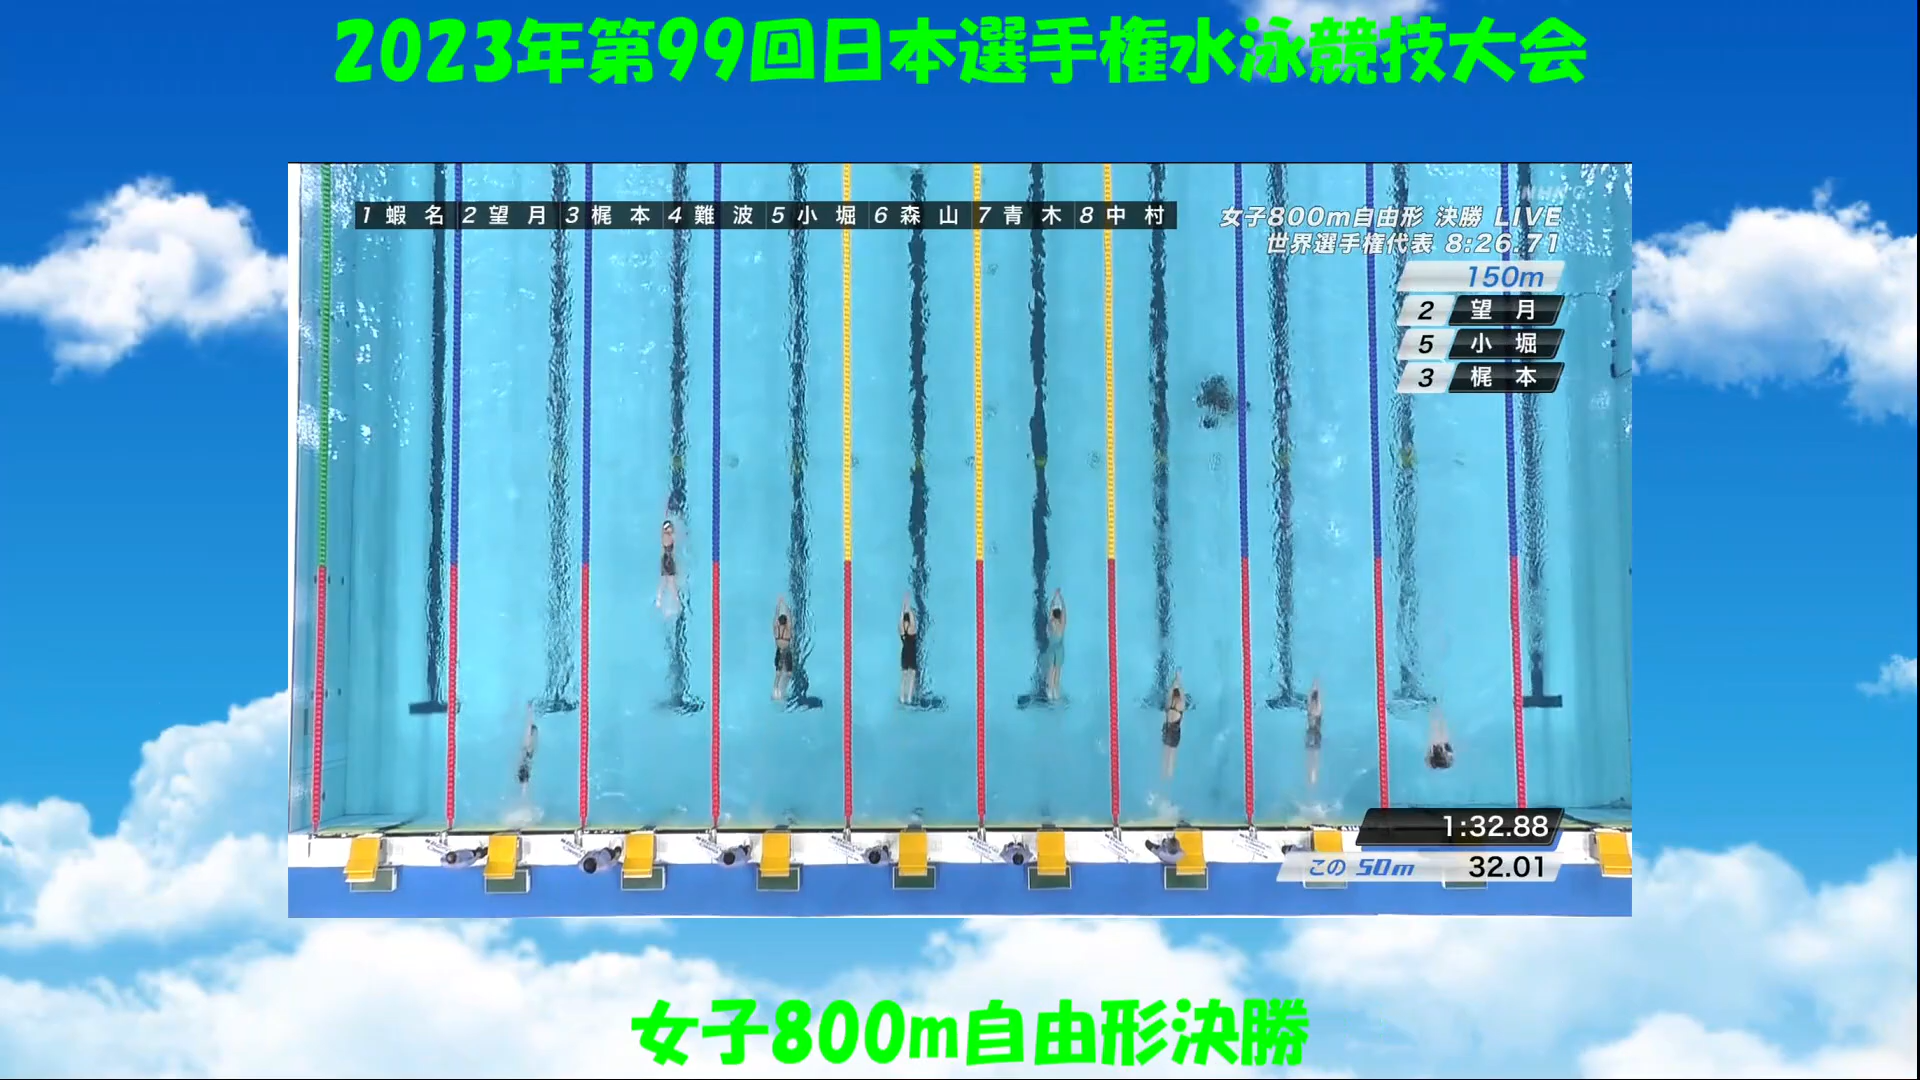 2023年第99回日本選手権水泳競技大会
1 蝦名 2 望月 3 梶本 4 難波 5 小堀 6 森山 7 青木 8 中村
女子800m自由形 決勝 LIVE
世界選手権代表 8:26.71
150m
2 望月
5 小堀
3 梶本
1:32.88
この 50m 32.01
女子800m自由形決勝